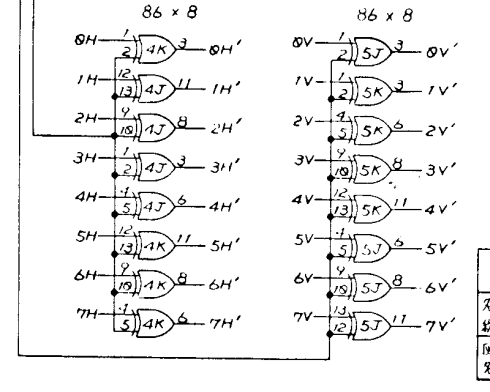 86 x 8
0H 1 2 4K 3 0H'
1H 12 13 4J 11 1H'
2H 9 10 4J 8 2H'
3H 1 2 4J 3 3H'
4H 4 5 4J 6 4H'
5H 12 13 4K 11 5H'
6H 9 10 4K 8 6H'
7H 4 5 4K 6 7H'
86 x 8
0V 1 2 5J 3 0V'
1V 1 2 5K 3 1V'
2V 4 5 5K 6 2V'
3V 9 10 5K 8 3V'
4V 12 13 5K 11 4V'
5V 4 5 5J 6 5V'
6V 9 10 5J 8 6V'
7V 13 12 5J 11 7V'